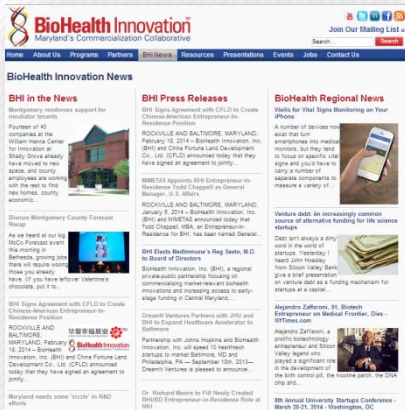 BioHealth Innovation
Maryland's Commercialization Collaborative
Join Our Mailing List »
Search
Search
Home About Us Programs Partners BHI News Resources Presentations Events Jobs Contact Us
BioHealth Innovation News
BHI in the News
Montgomery reinforces support for
incubator tenants
Fourteen of 40
companies at the
William Hanna Center
for Innovation at
Shady Grove already
have moved to new
space, and county
employees are working
with the rest to find
new homes, county
economic...
Bisnow Montgomery County Forecast
Recap
As we heard at our big
MoCo Forecast event
this morning in
Bethesda, growing jobs
there will require wooing
those you already
have. (If you have leftover Valentine's
chocolate, put it to...
BHI Signs Agreement with CFLD to Create
Chinese-American Entrepreneur-In-
Residence Position
ROCKVILLE AND
BALTIMORE,
MARYLAND, February
18, 2014 – BioHealth
Innovation, Inc. (BHI) and China Fortune Land
Development Co., Ltd. (CFLD) announced
today that they have signed an agreement to
jointly...
华夏幸福基业
BioHealth Innovation
Maryland needs some 'sizzle' in R&D
efforts
BHI Press Releases
BHI Signs Agreement with CFLD to Create
Chinese-American Entrepreneur-In-
Residence Position
ROCKVILLE AND BALTIMORE, MARYLAND,
February 18, 2014 – BioHealth Innovation, Inc.
(BHI) and China Fortune Land Development
Co., Ltd. (CFLD) announced today that they
have signed an agreement to jointly...
MIMETAS Appoints BHI Entrepreneur-in-
Residence Todd Chappell as General
Manager, U.S. Affairs
ROCKVILLE AND BALTIMORE, MARYLAND,
January 6, 2014 – BioHealth Innovation, Inc.
(BHI) and MIMETAS announced today that
Todd Chappell, MBA, an Entrepreneur-in-
Residence for BHI, has been named General...
BHI Elects MedImmune's Reg Seeto, M.D.
to Board of Directors
BioHealth Innovation, Inc. (BHI), a regional
private-public partnership focusing on
commercializing market-relevant biohealth
innovations and increasing access to early-
stage funding in Central Maryland,...
DreamIt Ventures Partners with JHU and
BHI to Expand Healthcare Accelerator to
Baltimore
Partnership with Johns Hopkins and BioHealth
Innovation, Inc. will speed 10 healthtech
startups to market Baltimore, MD and
Philadelphia, PA — September 18th, 2013—
DreamIt Ventures is pleased to announce...
Dr. Richard Moore to Fill Newly Created
BHI/BD Entrepreneur-in-Residence Role at
NIH
BioHealth Regional News
Wello for Vital Signs Monitoring on Your
iPhone
A number of devices now
exist that turn
smartphones into medical
monitors, but they tend
to focus on specific vital
signs and you'd have to
carry a number of
separate components to
measure a variety of...
Venture debt: An increasingly common
source of alternative funding for life science
startups
Debt isn't always a dirty
word in the world of
startups. Yesterday I
heard John Hossley
from Silicon Valley Bank
give a brief presentation
on venture debt as a funding mechanism for
startups at a capital...
Alejandro Zaffaroni, 91, Biotech
Entrepreneur on Medical Frontier, Dies -
NYTimes.com
Alejandro Zaffaroni, a
prolific biotechnology
entrepreneur and Silicon
Valley legend who
played a significant role
in the development of
the birth control pill, the nicotine patch, the DNA
chip and...
8th Annual University Startups Conference -
March 20-21, 2014 - Washington, DC